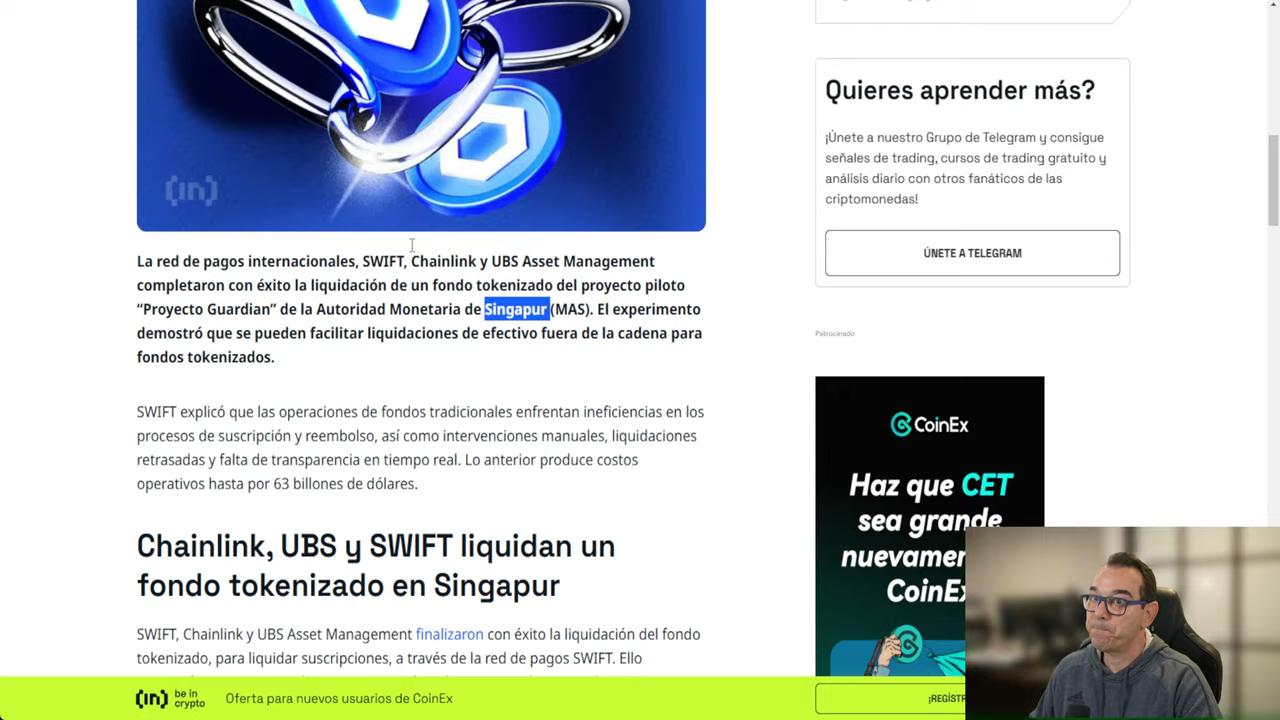 (in)
La red de pagos internacionales, SWIFT, Chainlink y UBS Asset Management
completaron con éxito la liquidación de un fondo tokenizado del proyecto piloto
“Proyecto Guardian” de la Autoridad Monetaria de Singapur (MAS). El experimento
demostró que se pueden facilitar liquidaciones de efectivo fuera de la cadena para
fondos tokenizados.
SWIFT explicó que las operaciones de fondos tradicionales enfrentan ineficiencias en los
procesos de suscripción y reembolso, así como intervenciones manuales, liquidaciones
retrasadas y falta de transparencia en tiempo real. Lo anterior produce costos
operativos hasta por 63 billones de dólares.
Chainlink, UBS y SWIFT liquidan un
fondo tokenizado en Singapur
SWIFT, Chainlink y UBS Asset Management finalizaron con éxito la liquidación del fondo
tokenizado, para liquidar suscripciones, a través de la red de pagos SWIFT. Ello
Quieres aprender más?
¡Únete a nuestro Grupo de Telegram y consigue
señales de trading, cursos de trading gratuito y
análisis diario con otros fanáticos de las
criptomonedas!
ÚNETE A TELEGRAM
Patrocinado
CoinEx
Haz que CET
sea grande
nuevamen
CoinEx
(in) be in
crypto
Oferta para nuevos usuarios de CoinEx
¡REGÍSTR